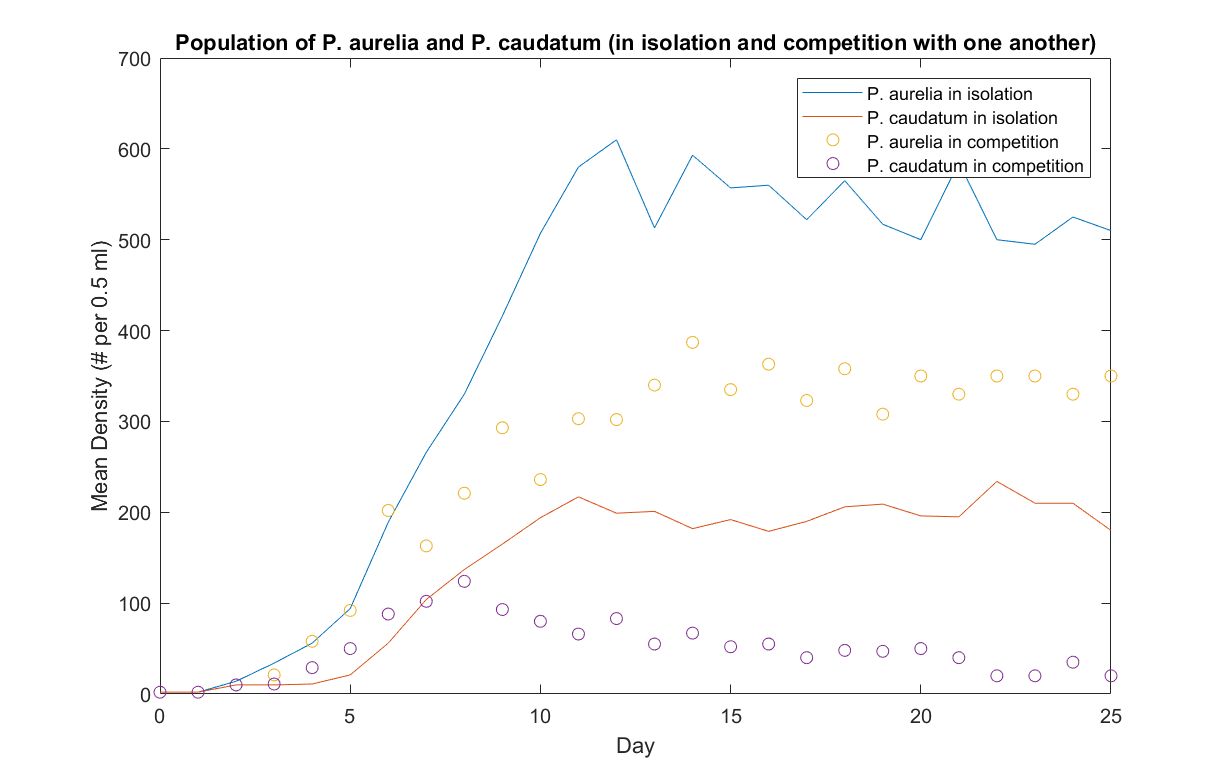 Population of P. aurelia and P. caudatum (in isolation and competition with one another)
700
600
500
400
300
200
100
0
Mean Density (# per 0.5 ml)
P. aurelia in isolation
P. caudatum in isolation
P. aurelia in competition
P. caudatum in competition
0 5 10 15 20 25
Day